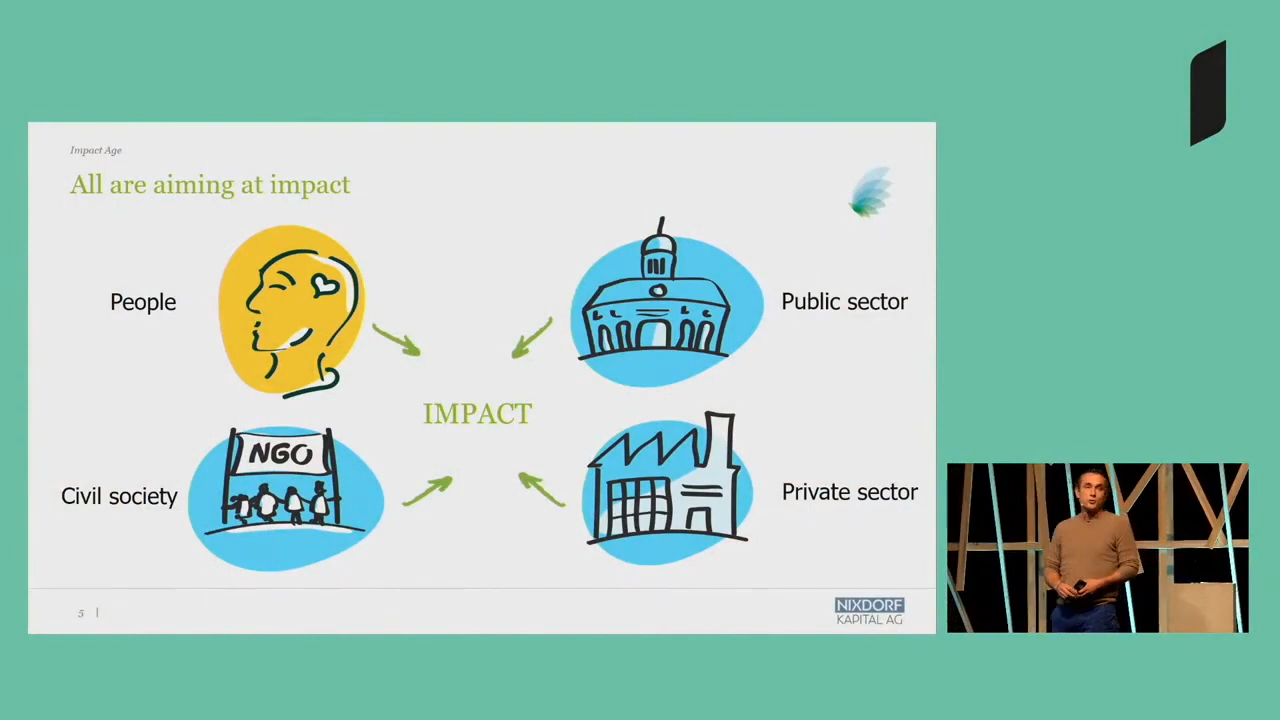 Impact Age
All are aiming at impact
People
Public sector
IMPACT
NGO
Civil society
Private sector
5 |
NIXDORF
KAPITAL AG